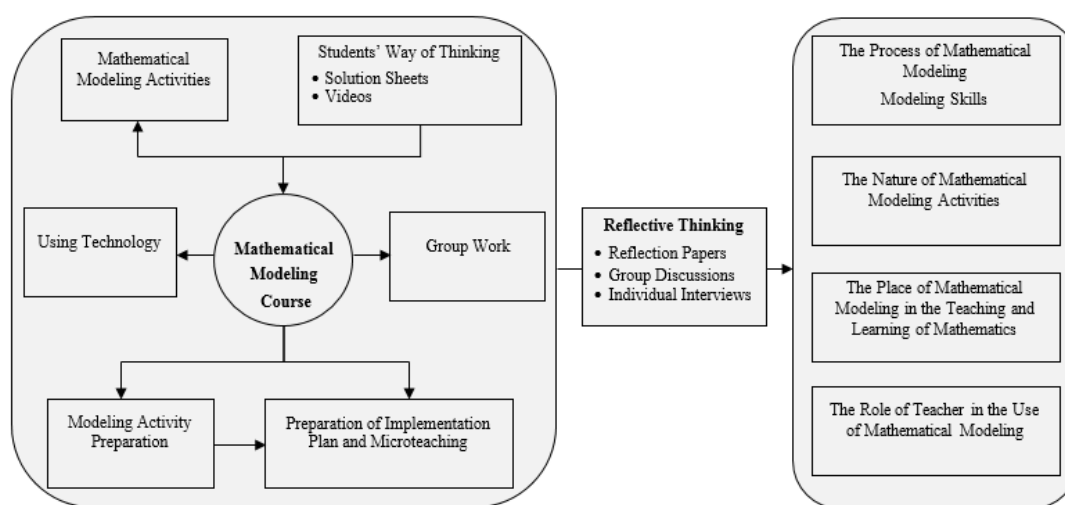 Mathematical
Modeling Activities
Students' Way of Thinking
• Solution Sheets
• Videos
Using Technology
Mathematical
Modeling
Course
Group Work
Modeling Activity
Preparation
Preparation of Implementation
Plan and Microteaching
Reflective Thinking
• Reflection Papers
• Group Discussions
• Individual Interviews
The Process of Mathematical
Modeling
Modeling Skills
The Nature of Mathematical
Modeling Activities
The Place of Mathematical
Modeling in the Teaching and
Learning of Mathematics
The Role of Teacher in the Use
of Mathematical Modeling